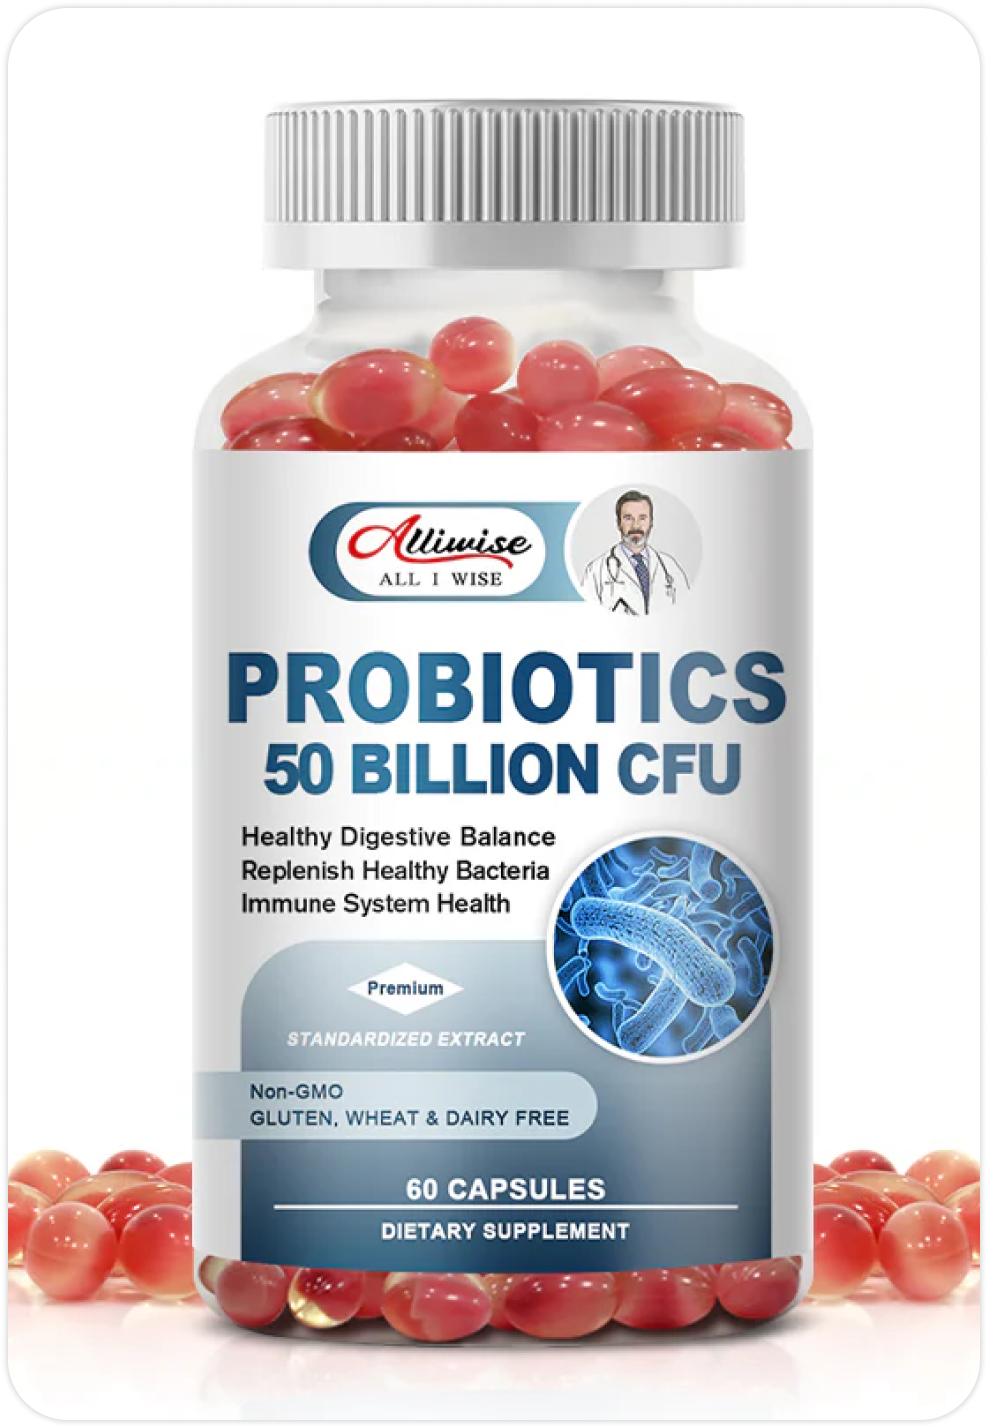 Alliwise
ALL I WISE
PROBIOTICS
50 BILLION CFU
Healthy Digestive Balance
Replenish Healthy Bacteria
Immune System Health
Premium
STANDARDIZED EXTRACT
Non-GMO
GLUTEN, WHEAT & DAIRY FREE
60 CAPSULES
DIETARY SUPPLEMENT